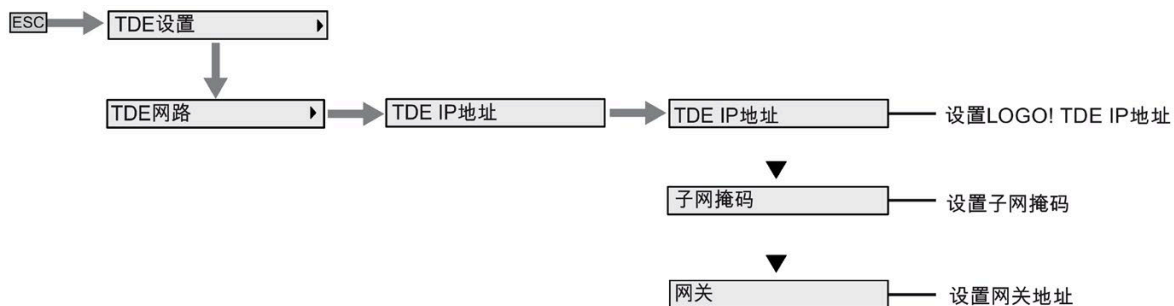 ESC
TDE设置
TDE网路
TDE IP地址
TDE IP地址
设置LOGO! TDE IP地址
子网掩码
设置子网掩码
网关
设置网关地址